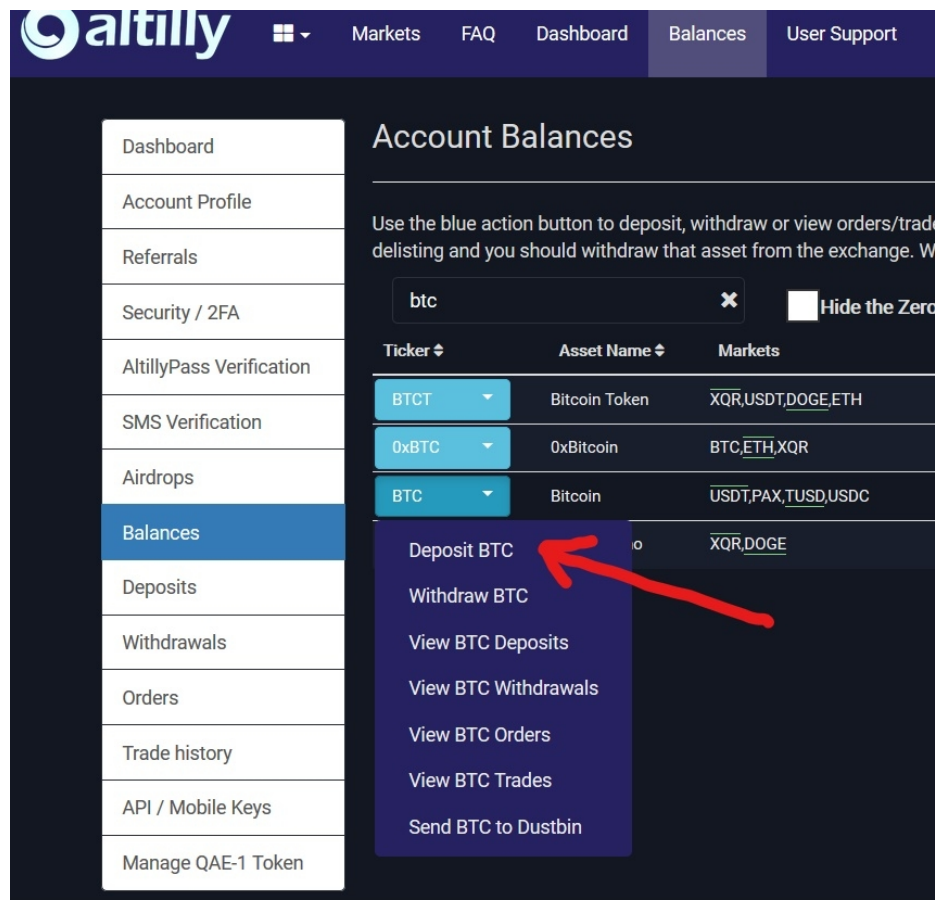 altilly Markets FAQ Dashboard Balances User Support
Dashboard
Account Profile
Referrals
Security / 2FA
AltillyPass Verification
SMS Verification
Airdrops
Balances
Deposits
Withdrawals
Orders
Trade history
API / Mobile Keys
Manage QAE-1 Token
Account Balances
Use the blue action button to deposit, withdraw or view orders/trade
delisting and you should withdraw that asset from the exchange. W
btc Hide the Zero
Ticker Asset Name Markets
BTCT Bitcoin Token XQR,USDT,DOGE,ETH
0xBTC 0xBitcoin BTC,ETH,XQR
BTC Bitcoin USDT,PAX,TUSD,USDC
XQR,DOGE
Deposit BTC
Withdraw BTC
View BTC Deposits
View BTC Withdrawals
View BTC Orders
View BTC Trades
Send BTC to Dustbin